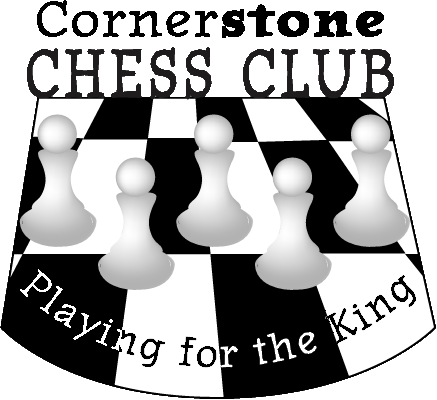 Cornerstone
CHESS CLUB
Playing for the King